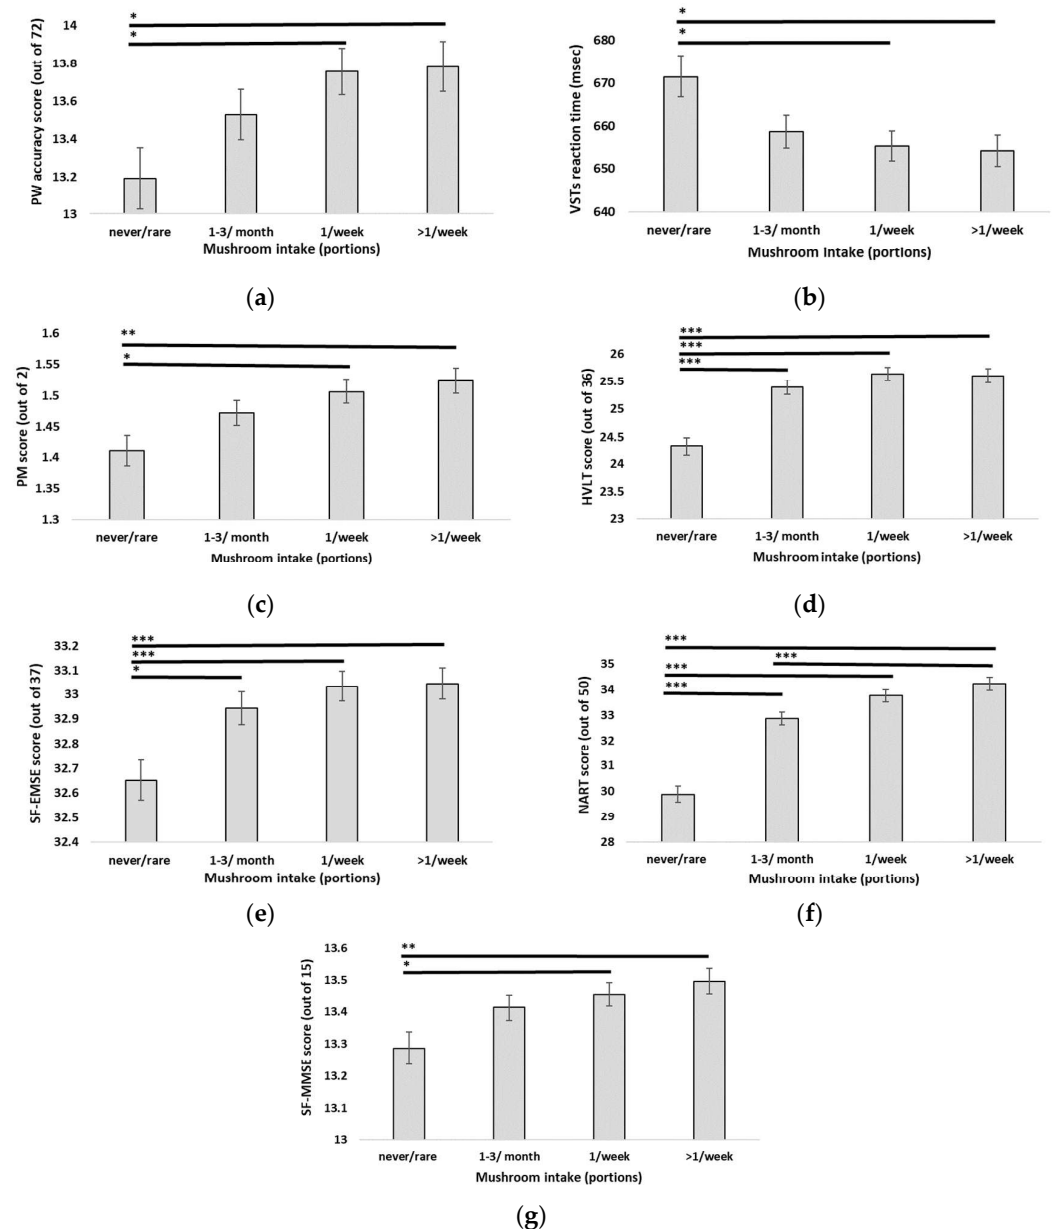 PW accuracy score (out of 72)
14
13.8
13.6
13.4
13.2
13
*
*
never/rare 1-3/ month 1/week >1/week
Mushroom intake (portions)
(a)
VSTs reaction time (msec)
680
670
660
650
640
*
*
never/rare 1-3/ month 1/week >1/week
Mushroom intake (portions)
(b)
PM score (out of 2)
1.6
1.55
1.5
1.45
1.4
1.35
1.3
**
*
never/rare 1-3/ month 1/week >1/week
Mushroom intake (portions)
(c)
HVLT score (out of 36)
26
25.5
25
24.5
24
23.5
23
***
***
***
never/rare 1-3/ month 1/week >1/week
Mushroom intake (portions)
(d)
SF-EMSE score (out of 37)
33.2
33.1
33
32.9
32.8
32.7
32.6
32.5
32.4
***
***
*
never/rare 1-3/ month 1/week >1/week
Mushroom intake (portions)
(e)
NART score (out of 50)
35
34
33
32
31
30
29
28
***
***
***
***
never/rare 1-3/ month 1/week >1/week
Mushroom intake (portions)
(f)
SF-MMSE score (out of 15)
13.6
13.5
13.4
13.3
13.2
13.1
13
**
*
never/rare 1-3/ month 1/week >1/week
Mushroom intake (portions)
(g)